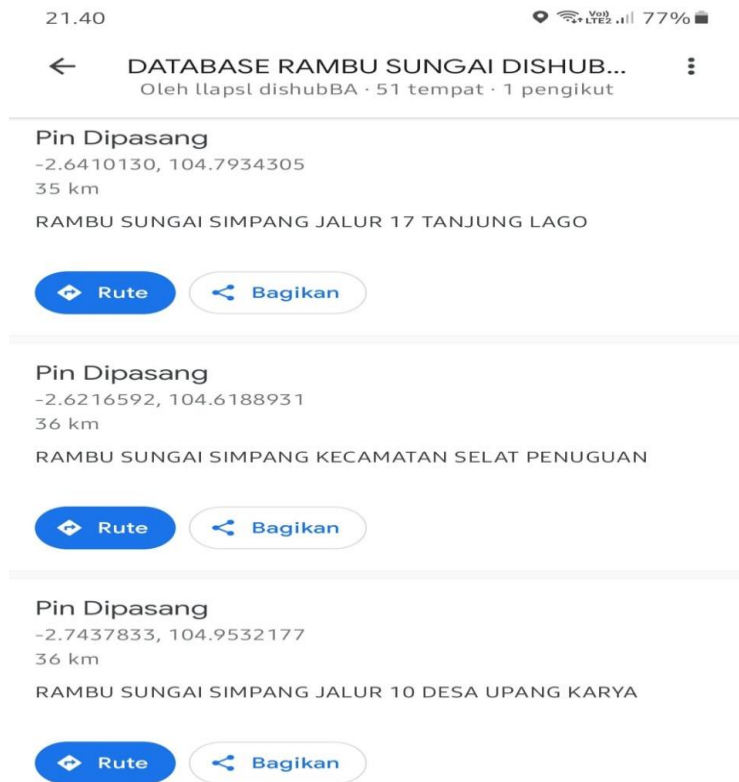 21.40
Vo)) LTE2 77%
DATABASE RAMBU SUNGAI DISHUB...
Oleh llapsl dishubBA · 51 tempat · 1 pengikut
Pin Dipasang
-2.6410130, 104.7934305
35 km
RAMBU SUNGAI SIMPANG JALUR 17 TANJUNG LAGO
Rute
Bagikan
Pin Dipasang
-2.6216592, 104.6188931
36 km
RAMBU SUNGAI SIMPANG KECAMATAN SELAT PENUGUAN
Rute
Bagikan
Pin Dipasang
-2.7437833, 104.9532177
36 km
RAMBU SUNGAI SIMPANG JALUR 10 DESA UPANG KARYA
Rute
Bagikan